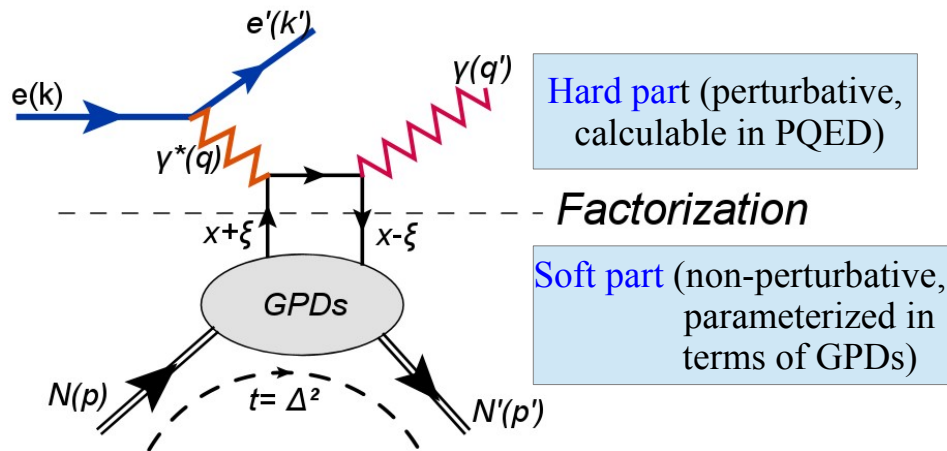 e'(k')
γ(q')
e(k)
γ*(q)
Hard part (perturbative,
calculable in PQED)
Factorization
x+ξ
x-ξ
GPDs
Soft part (non-perturbative,
parameterized in
terms of GPDs)
N(p)
t= Δ²
N'(p')